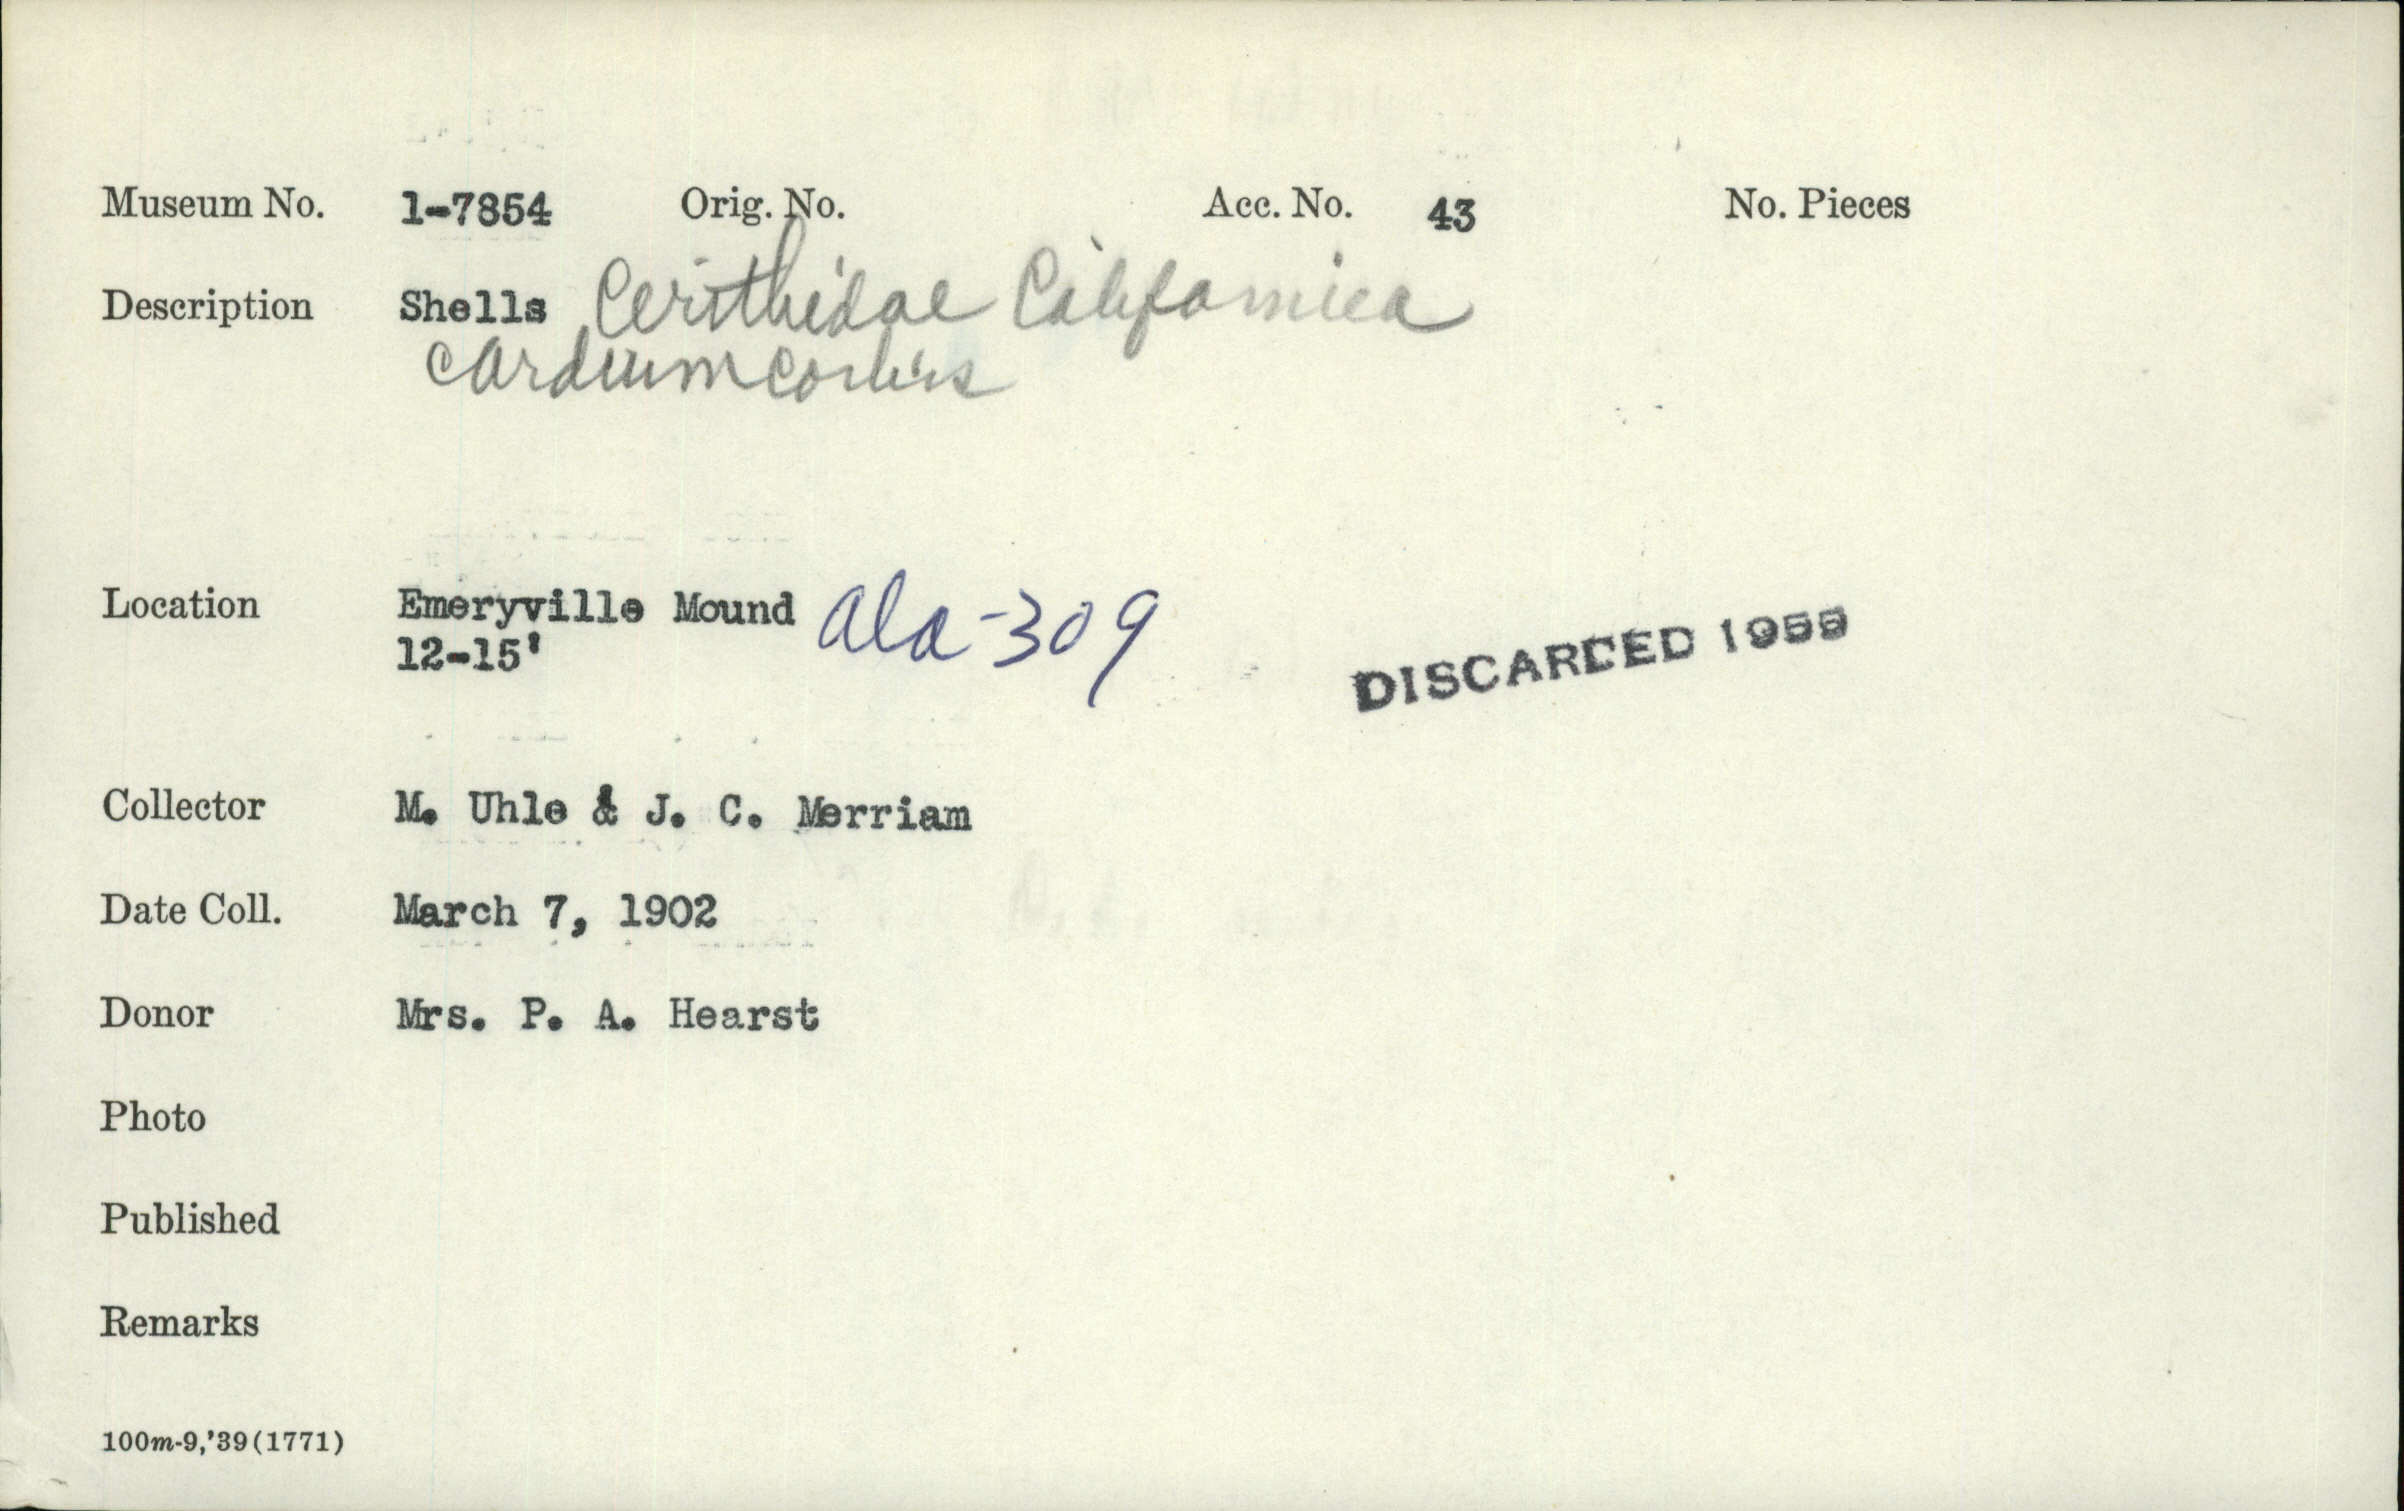 Museum No. 1-7854 Orig. No. Acc. No. 43 No. Pieces
Description Shells Cerithidae Californica
Cardium corbis
Location Emeryville Mound Ala-309
12-15'
DISCARDED 1955
Collector M. Uhle & J. C. Merriam
Date Coll. March 7, 1902
Donor Mrs. P. A. Hearst
Photo
Published
Remarks
100m-9,'39(1771)